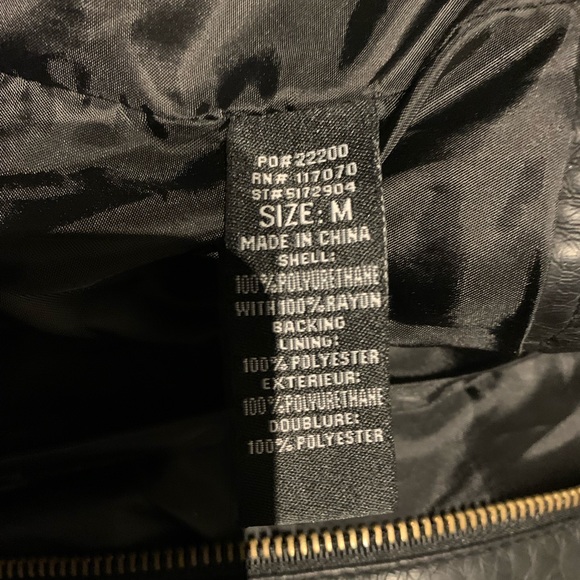 PO# 22200
RN# 117070
ST# S172904
SIZE: M
MADE IN CHINA
SHELL:
100% POLYURETHANE
WITH 100% RAYON
BACKING
LINING:
100% POLYESTER
EXTERIEUR:
100% POLYURETHANE
DOUBLURE:
100% POLYESTER